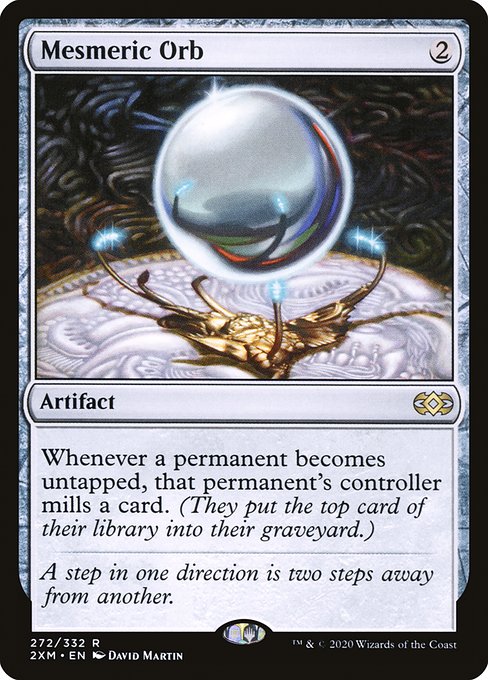 Mesmeric Orb 2
Artifact
Whenever a permanent becomes
untapped, that permanent's controller
mills a card. (They put the top card of
their library into their graveyard.)
A step in one direction is two steps away
from another.
272/332 R
2XM • EN David Martin
™ & © 2020 Wizards of the Coast